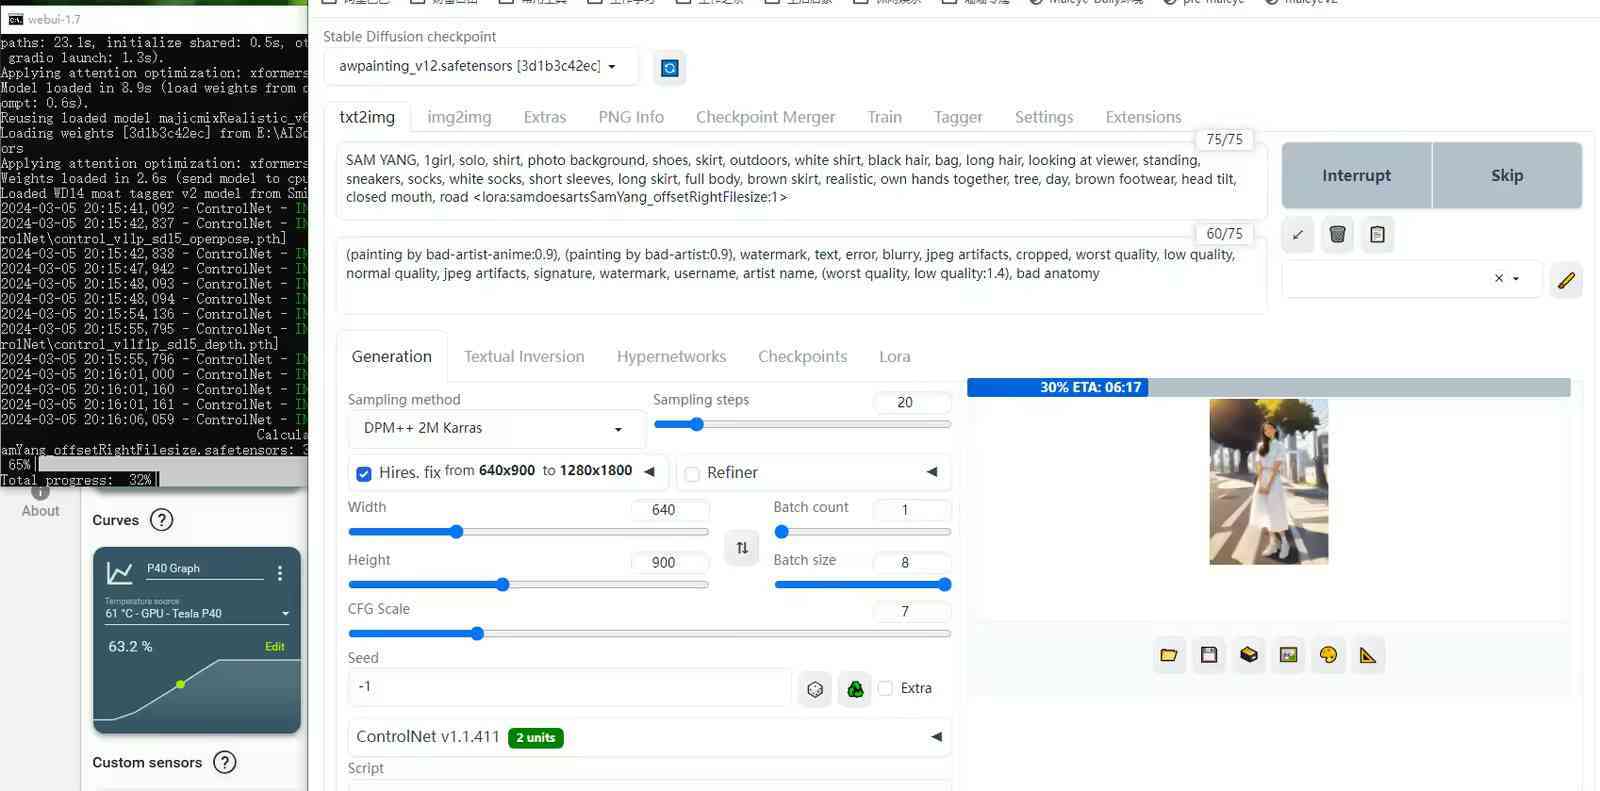 webui-1.7
paths: 23.1s, initialize shared: 0.5s, ot
gradio launch: 1.3s).
Applying attention optimization: xformers
Model loaded in 8.9s (load weights from
ompt: 0.6s).
Reusing loaded model majicmixRealistic_v6
Loading weights [3d1b3c42ec] from E:\AISd
ors
Applying attention optimization: xformers
Weights loaded in 2.6s (send model to cpu
Loaded WD14 moat tagger v2 model from Smi
2024-03-05 20:15:41,092 - ControlNet - IN
2024-03-05 20:15:42,837 - ControlNet - IN
rolNet\control_v11p_sd15_openpose.pth]
2024-03-05 20:15:42,838 - ControlNet - IN
2024-03-05 20:15:47,942 - ControlNet - IN
2024-03-05 20:15:48,093 - ControlNet - IN
2024-03-05 20:15:48,094 - ControlNet - IN
2024-03-05 20:15:54,136 - ControlNet - IN
2024-03-05 20:15:55,795 - ControlNet - IN
rolNet\control_v11f1p_sd15_depth.pth]
2024-03-05 20:15:55,796 - ControlNet - IN
2024-03-05 20:16:01,000 - ControlNet - IN
2024-03-05 20:16:01,160 - ControlNet - IN
2024-03-05 20:16:01,161 - ControlNet - IN
2024-03-05 20:16:06,059 - ControlNet - IN
Calcula
amYang_offsetRightFilesize.safetensors: 3
65%
Total progress: 32%
About
Curves ?
P40 Graph
Temperature source
61 °C - GPU - Tesla P40
63.2 %
Edit
Custom sensors ?
Stable Diffusion checkpoint
awpainting_v12.safetensors [3d1b3c42ec]
txt2img img2img Extras PNG Info Checkpoint Merger Train Tagger Settings Extensions
75/75
SAM YANG, 1girl, solo, shirt, photo background, shoes, skirt, outdoors, white shirt, black hair, bag, long hair, looking at viewer, standing,
sneakers, socks, white socks, short sleeves, long skirt, full body, brown skirt, realistic, own hands together, tree, day, brown footwear, head tilt,
closed mouth, road <lora:samdoesartsSamYang_offsetRightFilesize:1>
Interrupt Skip
60/75
(painting by bad-artist-anime:0.9), (painting by bad-artist:0.9), watermark, text, error, blurry, jpeg artifacts, cropped, worst quality, low quality,
normal quality, jpeg artifacts, signature, watermark, username, artist name, (worst quality, low quality:1.4), bad anatomy
Generation Textual Inversion Hypernetworks Checkpoints Lora
30% ETA: 06:17
Sampling method
DPM++ 2M Karras
Sampling steps 20
Hires. fix from 640x900 to 1280x1800
Refiner
Width 640
Batch count 1
Height 900
Batch size 8
CFG Scale 7
Seed
-1
Extra
ControlNet v1.1.411 2 units
Script